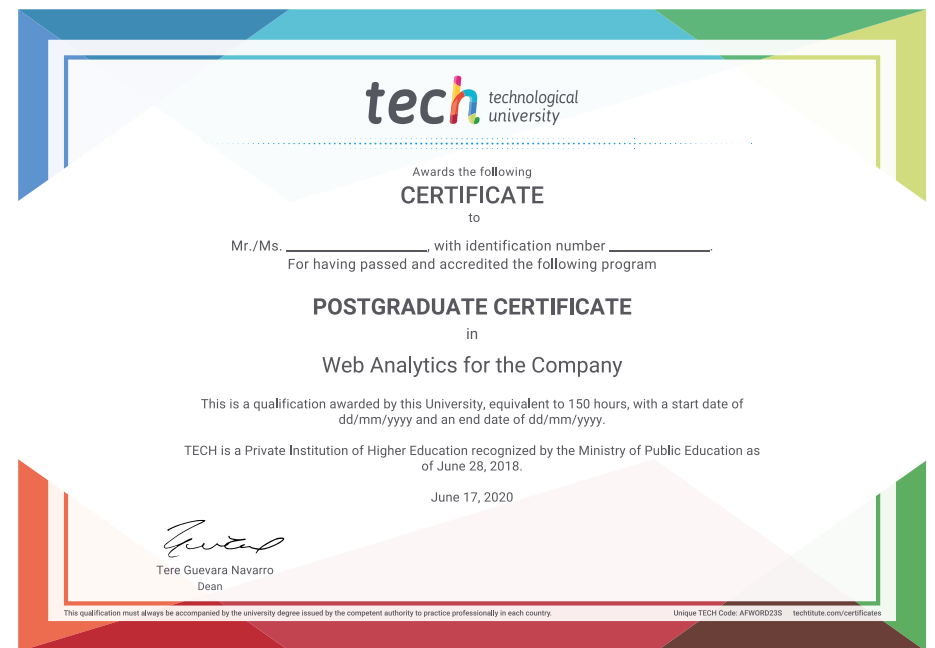 tech technological
university
Awards the following
CERTIFICATE
to
Mr./Ms. ____________________, with identification number ______________.
For having passed and accredited the following program
POSTGRADUATE CERTIFICATE
in
Web Analytics for the Company
This is a qualification awarded by this University, equivalent to 150 hours, with a start date of
dd/mm/yyyy and an end date of dd/mm/yyyy.
TECH is a Private Institution of Higher Education recognized by the Ministry of Public Education as
of June 28, 2018.
June 17, 2020
Tere Guevara Navarro
Dean
This qualification must always be accompanied by the university degree issued by the competent authority to practice professionally in each country. Unique TECH Code: AFWORD23S techtitute.com/certificates